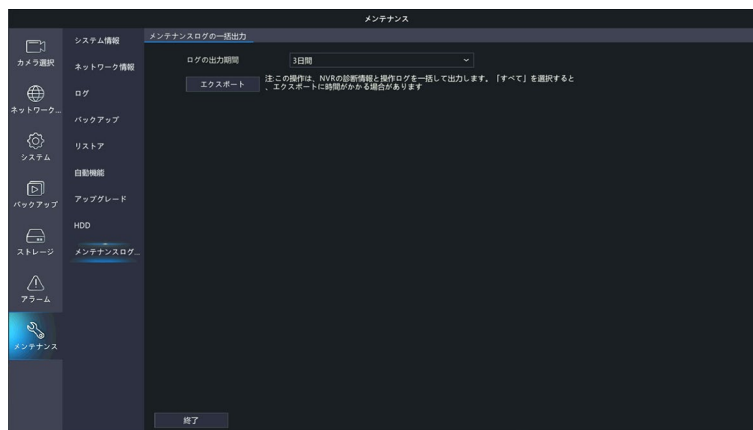 メンテナンス
カメラ選択
ネットワーク...
システム
バックアップ
ストレージ
アラーム
メンテナンス
システム情報
ネットワーク情報
ログ
バックアップ
リストア
自動機能
アップグレード
HDD
メンテナンスログ...
メンテナンスログの一括出力
ログの出力期間
3日間
エクスポート
注:この操作は、NVRの診断情報と操作ログを一括して出力します。「すべて」を選択すると
、エクスポートに時間がかかる場合があります
終了